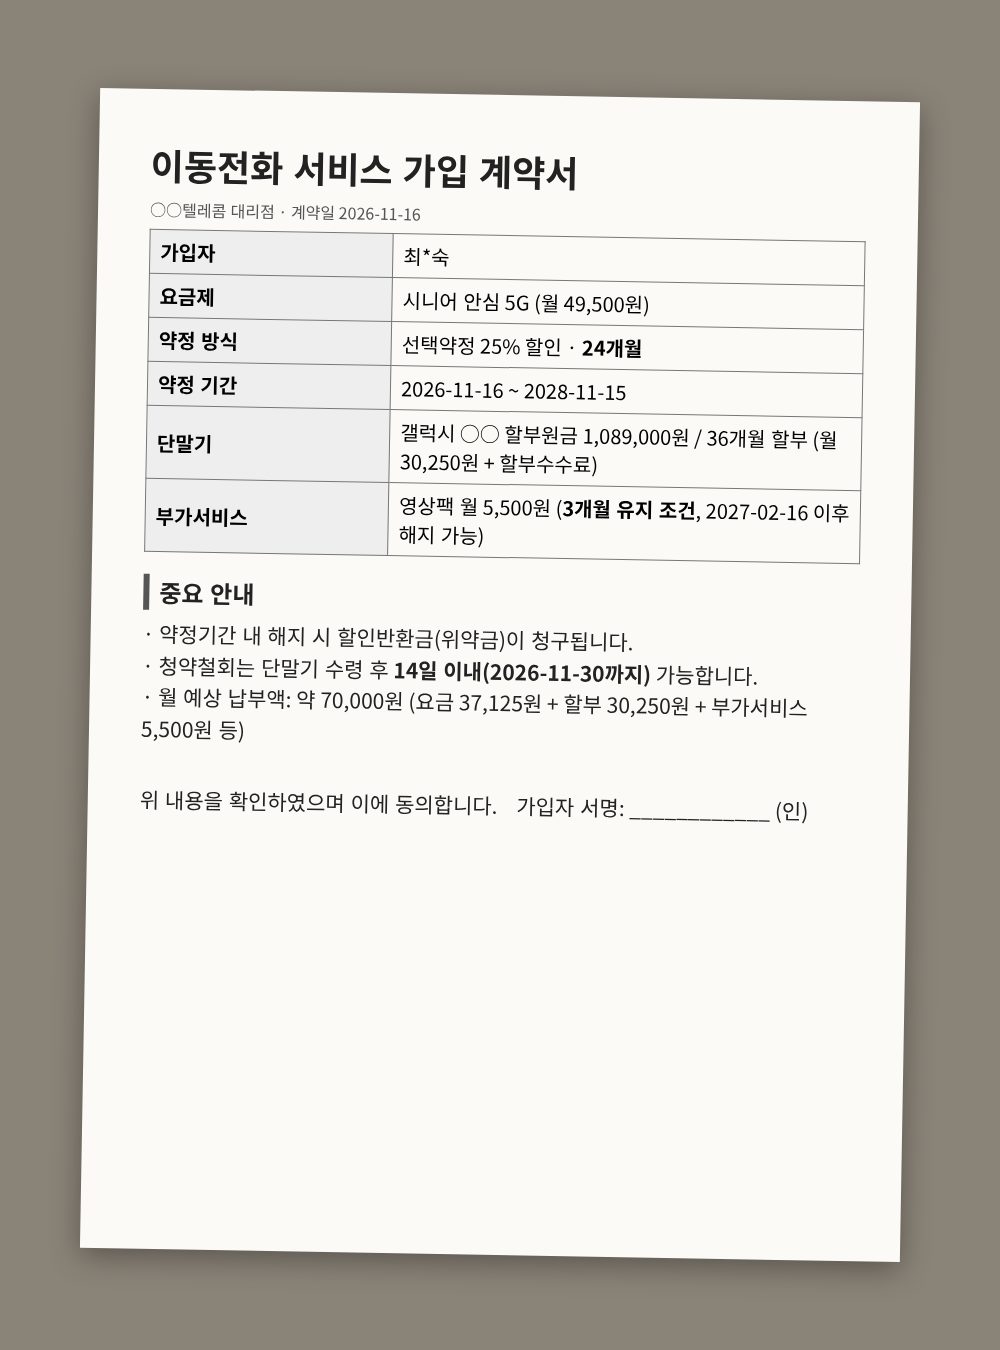 이동전화 서비스 가입 계약서
○○텔레콤 대리점 · 계약일 2026-11-16
가입자 최*숙
요금제 시니어 안심 5G (월 49,500원)
약정 방식 선택약정 25% 할인 · 24개월
약정 기간 2026-11-16 ~ 2028-11-15
단말기 갤럭시 ○○ 할부원금 1,089,000원 / 36개월 할부 (월
30,250원 + 할부수수료)
부가서비스 영상팩 월 5,500원 (3개월 유지 조건, 2027-02-16 이후
해지 가능)
중요 안내
· 약정기간 내 해지 시 할인반환금(위약금)이 청구됩니다.
· 청약철회는 단말기 수령 후 14일 이내(2026-11-30까지) 가능합니다.
· 월 예상 납부액: 약 70,000원 (요금 37,125원 + 할부 30,250원 + 부가서비스
5,500원 등)
위 내용을 확인하였으며 이에 동의합니다. 가입자 서명: ____________ (인)